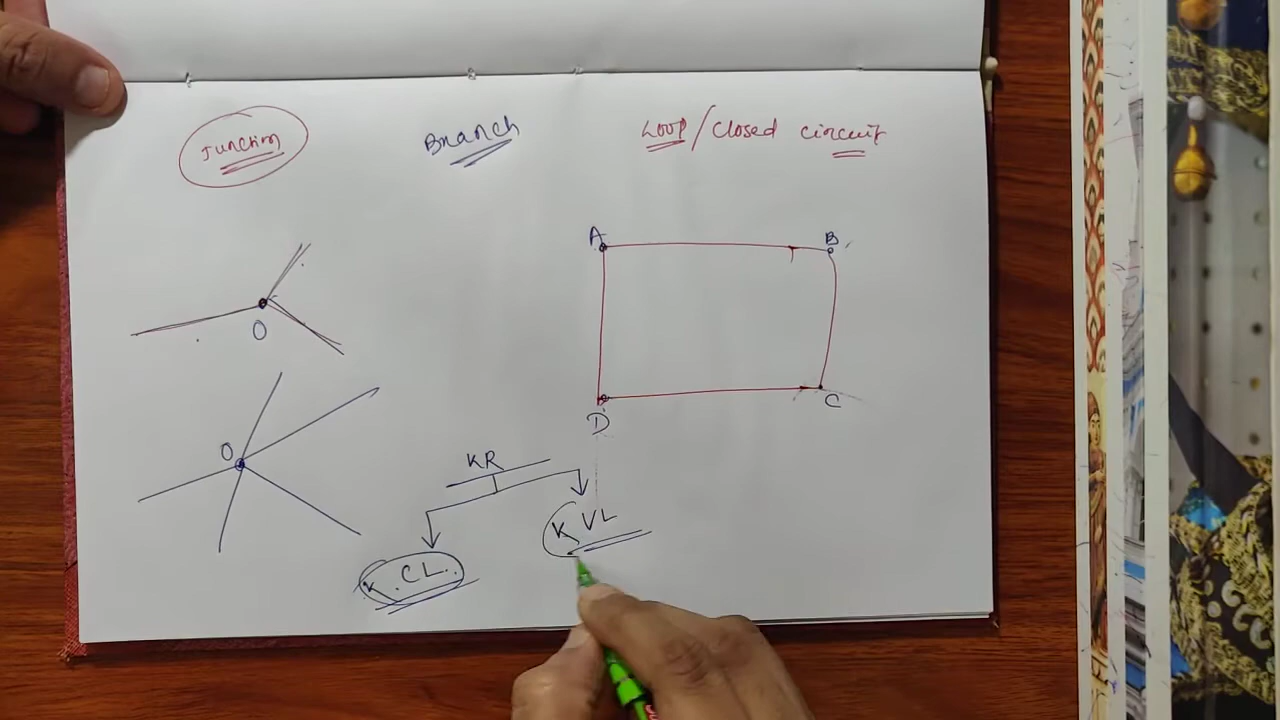 Junction
Branch
Loop/closed circuit
A
B
O
D
C
O
KR
KVL
K.CL.